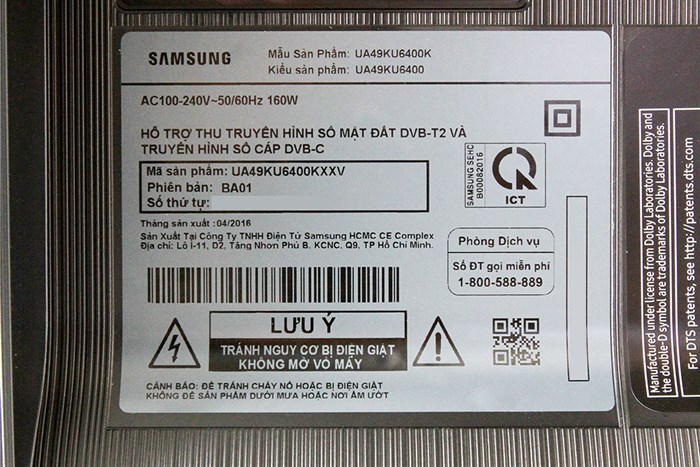 SAMSUNG
Mẫu Sản Phẩm: UA49KU6400K
Kiểu sản phẩm: UA49KU6400
AC100-240V~50/60Hz 160W
HỖ TRỢ THU TRUYỀN HÌNH SỐ MẶT ĐẤT DVB-T2 VÀ
TRUYỀN HÌNH SỐ CÁP DVB-C
Mã sản phẩm: UA49KU6400KXXV
Phiên bản: BA01
Số thứ tự:
SAMSUNG SEHC
B00082016
ICT
Tháng sản xuất :04/2016
Sản Xuất Tại Công Ty TNHH Điện Tử Samsung HCMC CE Complex
Địa chỉ: Lô I-11, D2, Tăng Nhơn Phú B. KCNC. Q9, TP Hồ Chí Minh.
Phòng Dịch vụ
Số ĐT gọi miễn phí
1-800-588-889
LƯU Ý
TRÁNH NGUY CƠ BỊ ĐIỆN GIẬT
KHÔNG MỞ VỎ MÁY
CẢNH BÁO: ĐỂ TRÁNH CHÁY NỔ HOẶC BỊ ĐIỆN GIẬT
KHÔNG ĐỂ SẢN PHẨM DƯỚI MƯA HOẶC NƠI ẨM ƯỚT
Manufactured under license from Dolby Laboratories. Dolby and
the double-D symbol are trademarks of Dolby Laboratories.
For DTS patents, see http://patents.dts.com